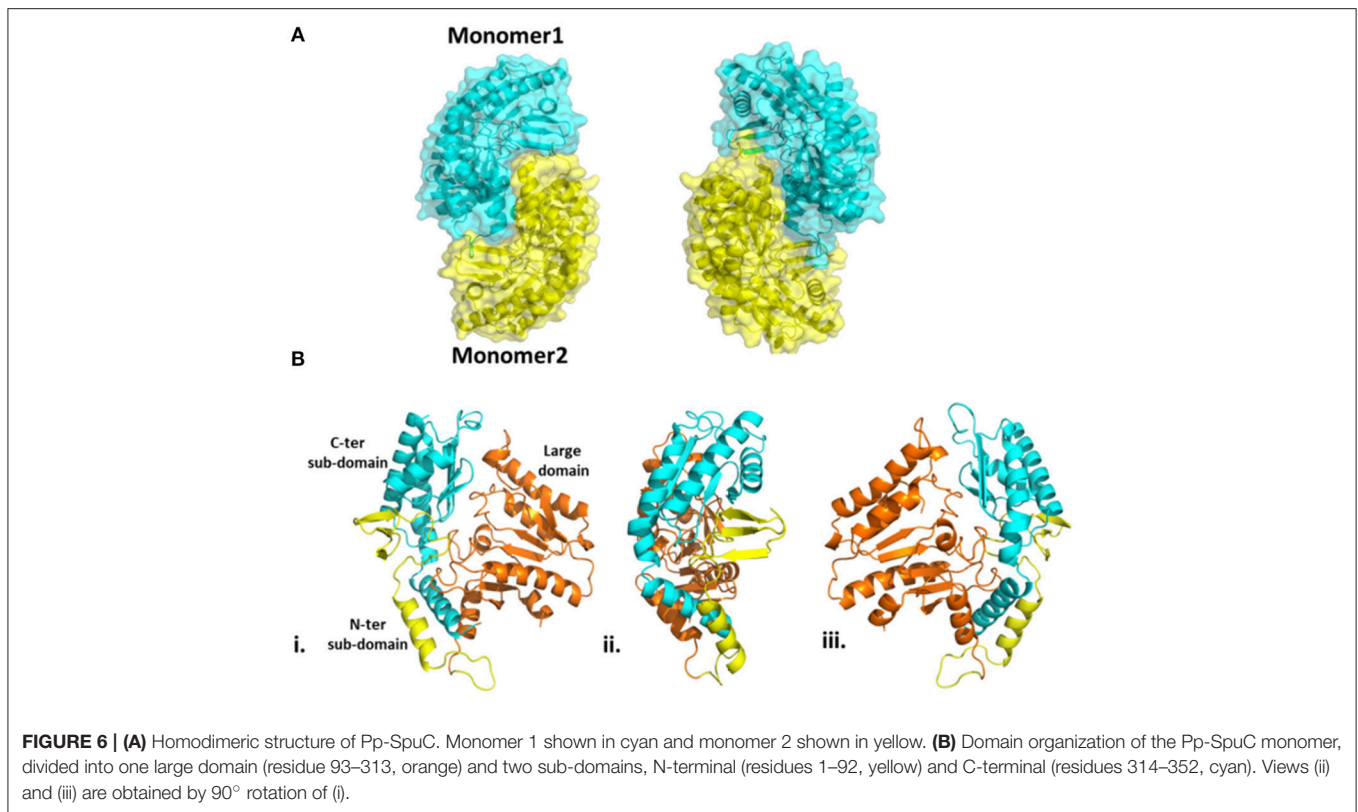 A
Monomer1
Monomer2
B
C-ter
sub-domain
Large
domain
N-ter
sub-domain
i.
ii.
iii.
FIGURE 6 | (A) Homodimeric structure of Pp-SpuC. Monomer 1 shown in cyan and monomer 2 shown in yellow. (B) Domain organization of the Pp-SpuC monomer,
divided into one large domain (residue 93–313, orange) and two sub-domains, N-terminal (residues 1–92, yellow) and C-terminal (residues 314–352, cyan). Views (ii)
and (iii) are obtained by 90° rotation of (i).